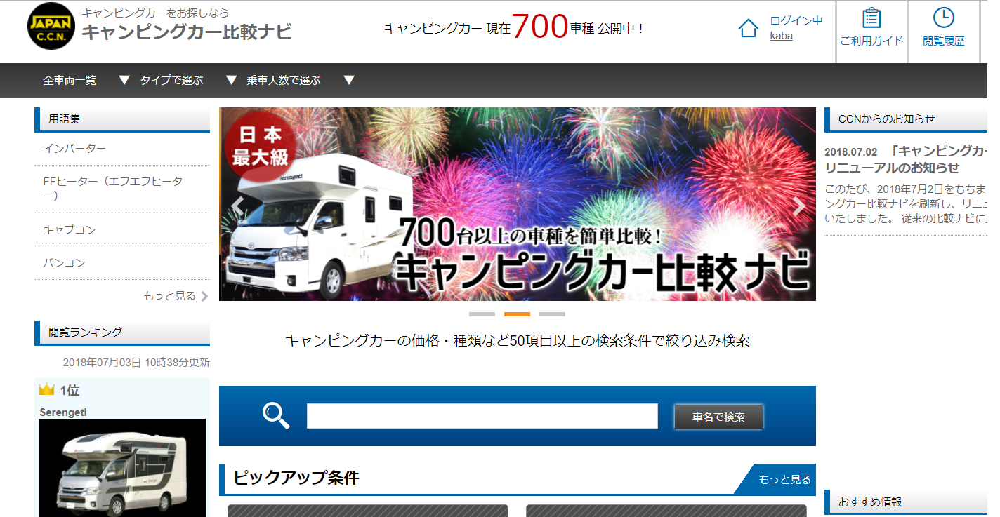 JAPAN
C.C.N.
キャンピングカーをお探しなら
キャンピングカー比較ナビ
キャンピングカー 現在700車種 公開中！
ログイン中
kaba
ご利用ガイド
閲覧履歴
全車両一覧 ▼ タイプで選ぶ ▼ 乗車人数で選ぶ ▼
用語集
インバーター
FFヒーター（エフエフヒータ
ー）
キャブコン
バンコン
もっと見る
閲覧ランキング
2018年07月03日 10時38分更新
1位
Serengeti
日本
最大級
serengeti
700台以上の車種を簡単比較！
キャンピングカー比較ナビ
キャンピングカーの価格・種類など50項目以上の検索条件で絞り込み検索
車名で検索
ピックアップ条件
もっと見る
CCNからのお知らせ
2018.07.02 「キャンピングカー
リニューアルのお知らせ
このたび、2018年7月2日をもちま
ングカー比較ナビを刷新し、リニュ
いたしました。 従来の比較ナビに
おすすめ情報